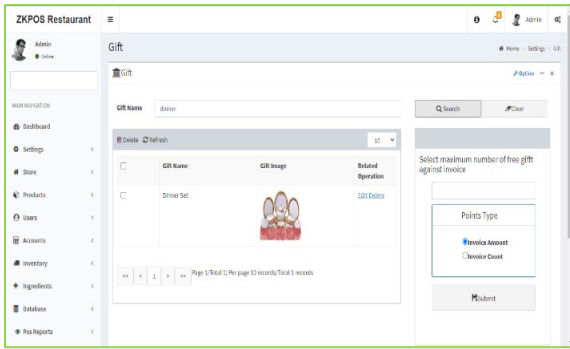 ZKPOS Restaurant
Admin
Gift
Home
Settings
Gift
Admin
Online
Gift
Option
MAIN NAVIGATION
Gift Name
dinner
Search
Clear
Dashboard
Settings
Store
Products
Users
Accounts
Inventory
Ingredients
Database
Pos Reports
Delete Refresh
10
Gift Name Gift Image Related Operation
Dinner Set
Edit Delete
<< < 1 > >> Page 1/Total 1; Per page 10 records/Total 1 records
Select maximum number of free gifft
against invoice
Points Type
Invoice Amount
Invoice Count
Submit